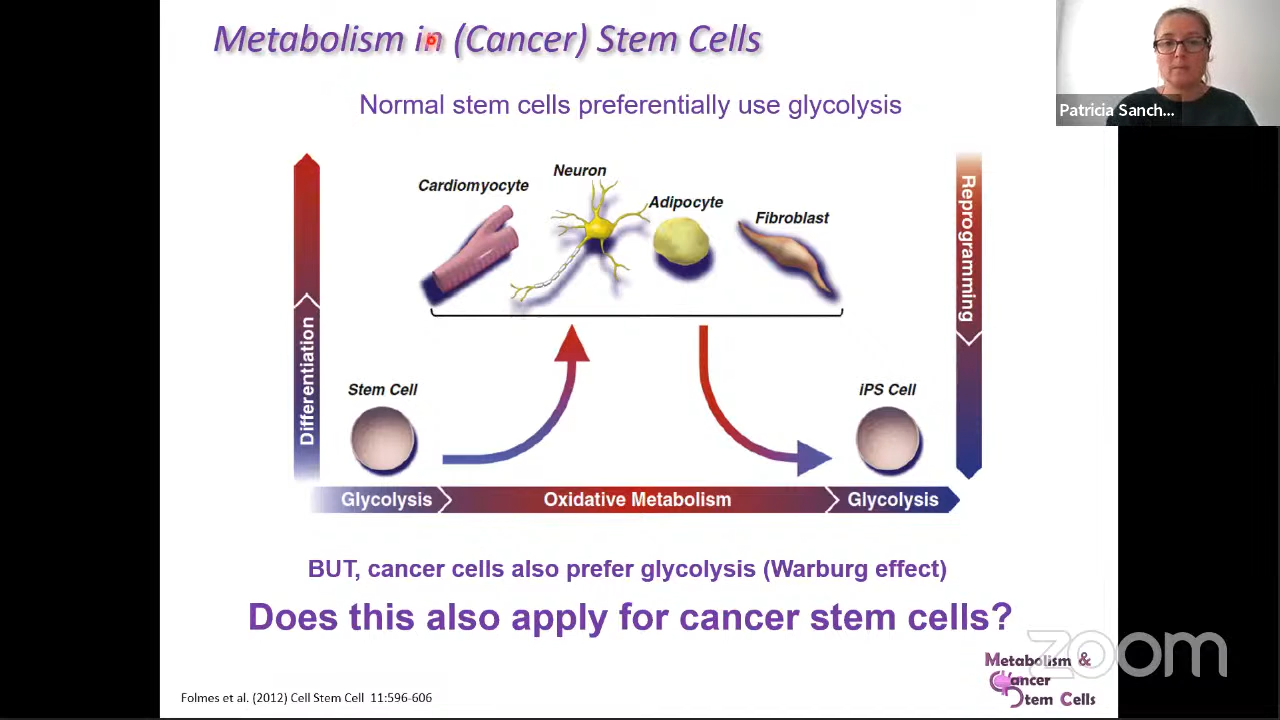 Metabolism in (Cancer) Stem Cells
Patricia Sanch...
Normal stem cells preferentially use glycolysis
Cardiomyocyte
Neuron
Adipocyte
Fibroblast
Differentiation
Reprogramming
Stem Cell
iPS Cell
Glycolysis
Oxidative Metabolism
Glycolysis
BUT, cancer cells also prefer glycolysis (Warburg effect)
Does this also apply for cancer stem cells?
zoom
Metabolism &
Cancer
Stem Cells
Folmes et al. (2012) Cell Stem Cell 11:596-606